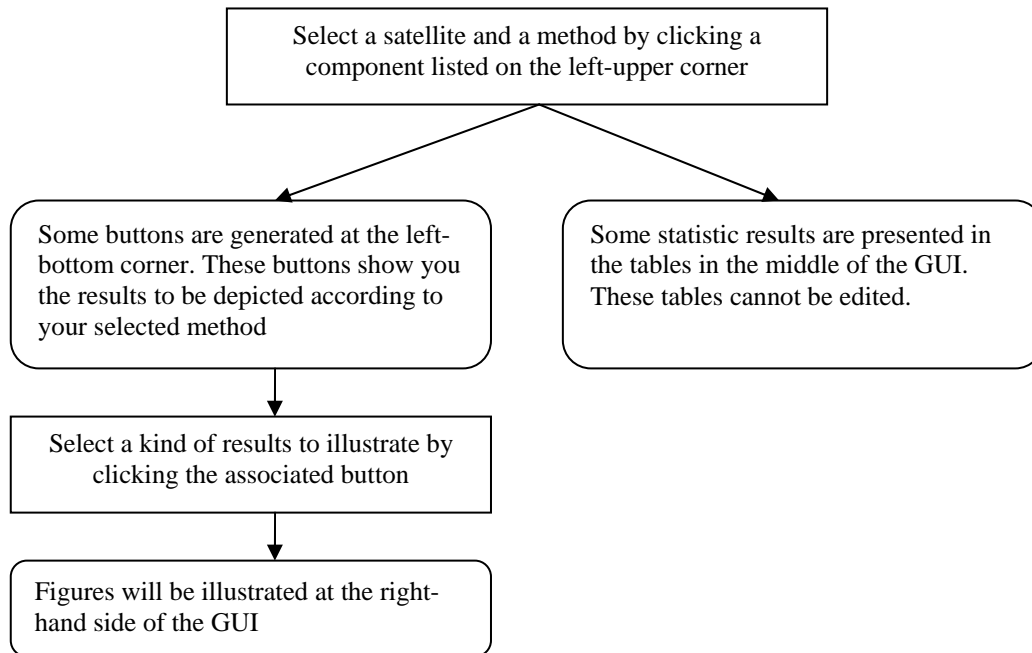 Select a satellite and a method by clicking a
component listed on the left-upper corner
Some buttons are generated at the left-
bottom corner. These buttons show you
the results to be depicted according to
your selected method
Some statistic results are presented in
the tables in the middle of the GUI.
These tables cannot be edited.
Select a kind of results to illustrate by
clicking the associated button
Figures will be illustrated at the right-
hand side of the GUI